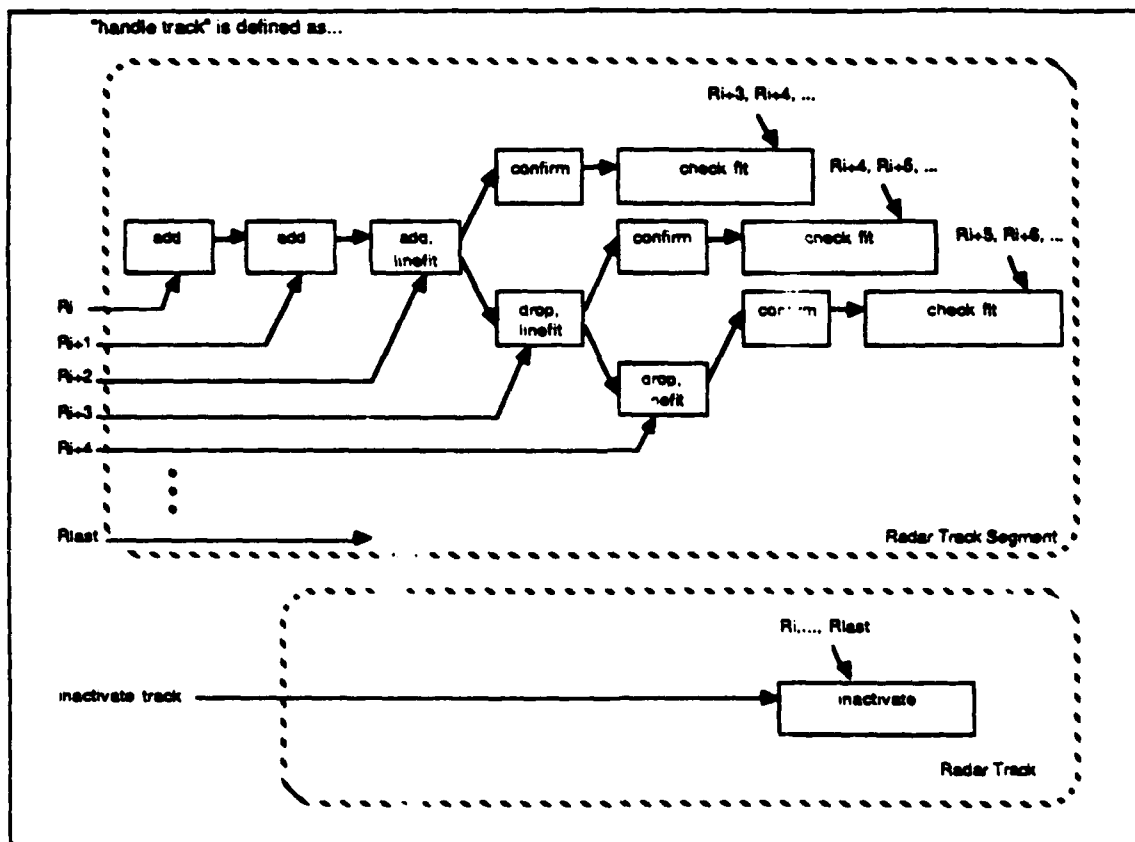 "handle track" is defined as...
Ri+3, Ri+4, ...
confirm
check fit
Ri+4, Ri+5, ...
add
add
add,
linefit
confirm
check fit
Ri+5, Ri+6, ...
Ri
drop,
linefit
confirm
check fit
Ri+1
Ri+2
drop,
linefit
Ri+3
Ri+4
Rlast
Radar Track Segment
Ri,..., Rlast
inactivate track
inactivate
Radar Track